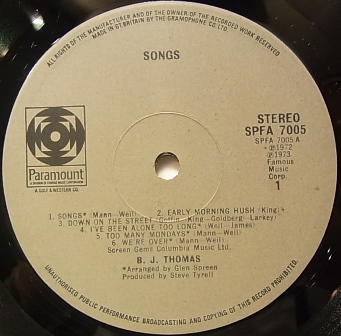 ALL RIGHTS OF THE MANUFACTURER AND OF THE OWNER OF THE RECORDED WORK RESERVED.
MADE IN GT BRITAIN BY THE GRAMOPHONE CO. LTD.
SONGS
STEREO
SPFA 7005
SPFA 7005 A
℗1972
©1973
Famous
Music
Corp.
1
Paramount
A GULF & WESTERN CO.
1. SONGS* (Mann-Weil) 2. EARLY MORNING HUSH (King)*
3. DOWN ON THE STREET (Goffin-King-Goldberg-Larkey)
4. I'VE BEEN ALONE TOO LONG* (Weil-James)
5. TOO MANY MONDAYS* (Mann-Weil)
6. WE'RE OVER* (Mann-Weil)
Screen Gems Columbia Music Ltd.
B. J. THOMAS
*Arranged by Glen Spreen
Produced by Steve Tyrell
UNAUTHORISED PUBLIC PERFORMANCE BROADCASTING AND COPYING OF THIS RECORD PROHIBITED.